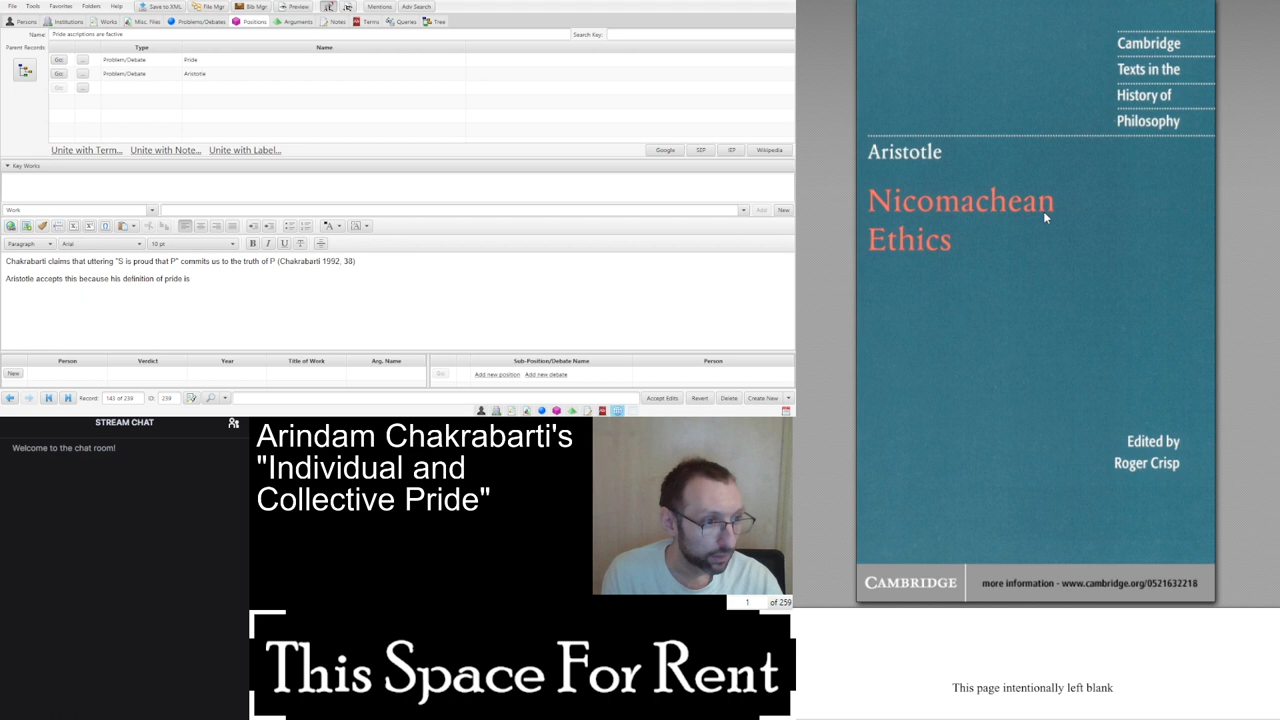 File Tools Favorites Folders Help Save to XML File Mgr Bib Mgr Preview Mentions Adv Search
Persons Institutions Works Misc. Files Problems/Debates Positions Arguments Notes Terms Queries Tree
Name: Pride ascriptions are factive Search Key:
Parent Records: Type Name
Go: ... Problem/Debate Pride
Go: ... Problem/Debate Aristotle
Go: ...
Unite with Term... Unite with Note... Unite with Label... Google SEP IEP Wikipedia
Key Works
Work Add New
Paragraph Arial 10 pt B I U T
Chakrabarti claims that uttering "S is proud that P" commits us to the truth of P (Chakrabarti 1992, 38)
Aristotle accepts this because his definition of pride is
Person Verdict Year Title of Work Arg. Name Sub-Position/Debate Name Person
New Go: Add new position Add new debate
Record: 143 of 239 ID: 239 Accept Edits Revert Delete Create New
STREAM CHAT
Welcome to the chat room!
Arindam Chakrabarti's
"Individual and
Collective Pride"
1 of 259
This Space For Rent
Cambridge
Texts in the
History of
Philosophy
Aristotle
Nicomachean
Ethics
Edited by
Roger Crisp
CAMBRIDGE more information - www.cambridge.org/0521632218
This page intentionally left blank